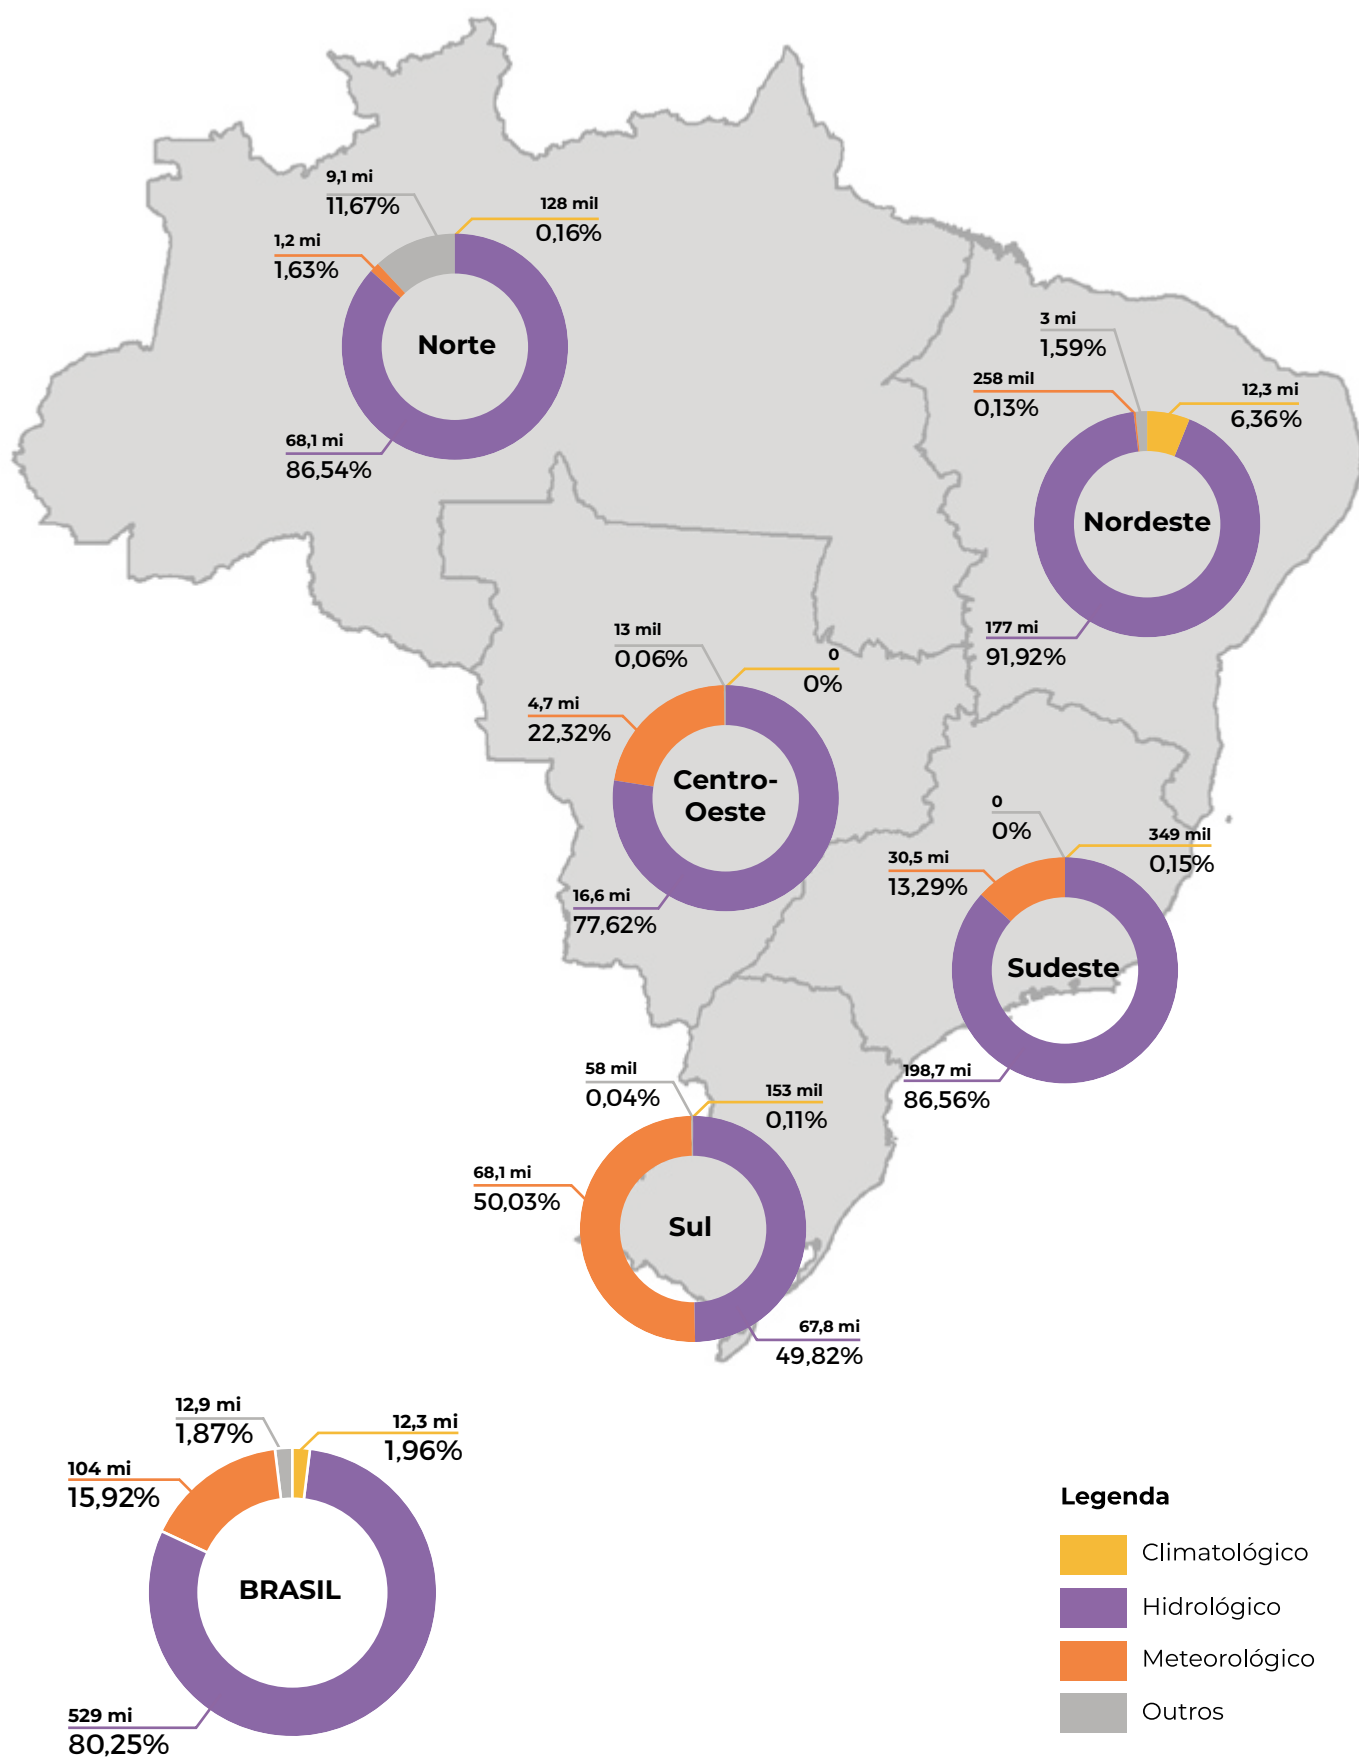 9,1 mi
11,67%
128 mil
0,16%
1,2 mi
1,63%
Norte
68,1 mi
86,54%
3 mi
1,59%
258 mil
0,13%
12,3 mi
6,36%
Nordeste
177 mi
91,92%
13 mil
0,06%
0
0%
4,7 mi
22,32%
Centro-
Oeste
16,6 mi
77,62%
0
0%
349 mil
0,15%
30,5 mi
13,29%
Sudeste
198,7 mi
86,56%
58 mil
0,04%
153 mil
0,11%
68,1 mi
50,03%
Sul
67,8 mi
49,82%
12,9 mi
1,87%
12,3 mi
1,96%
104 mi
15,92%
BRASIL
529 mi
80,25%
Legenda
Climatológico
Hidrológico
Meteorológico
Outros